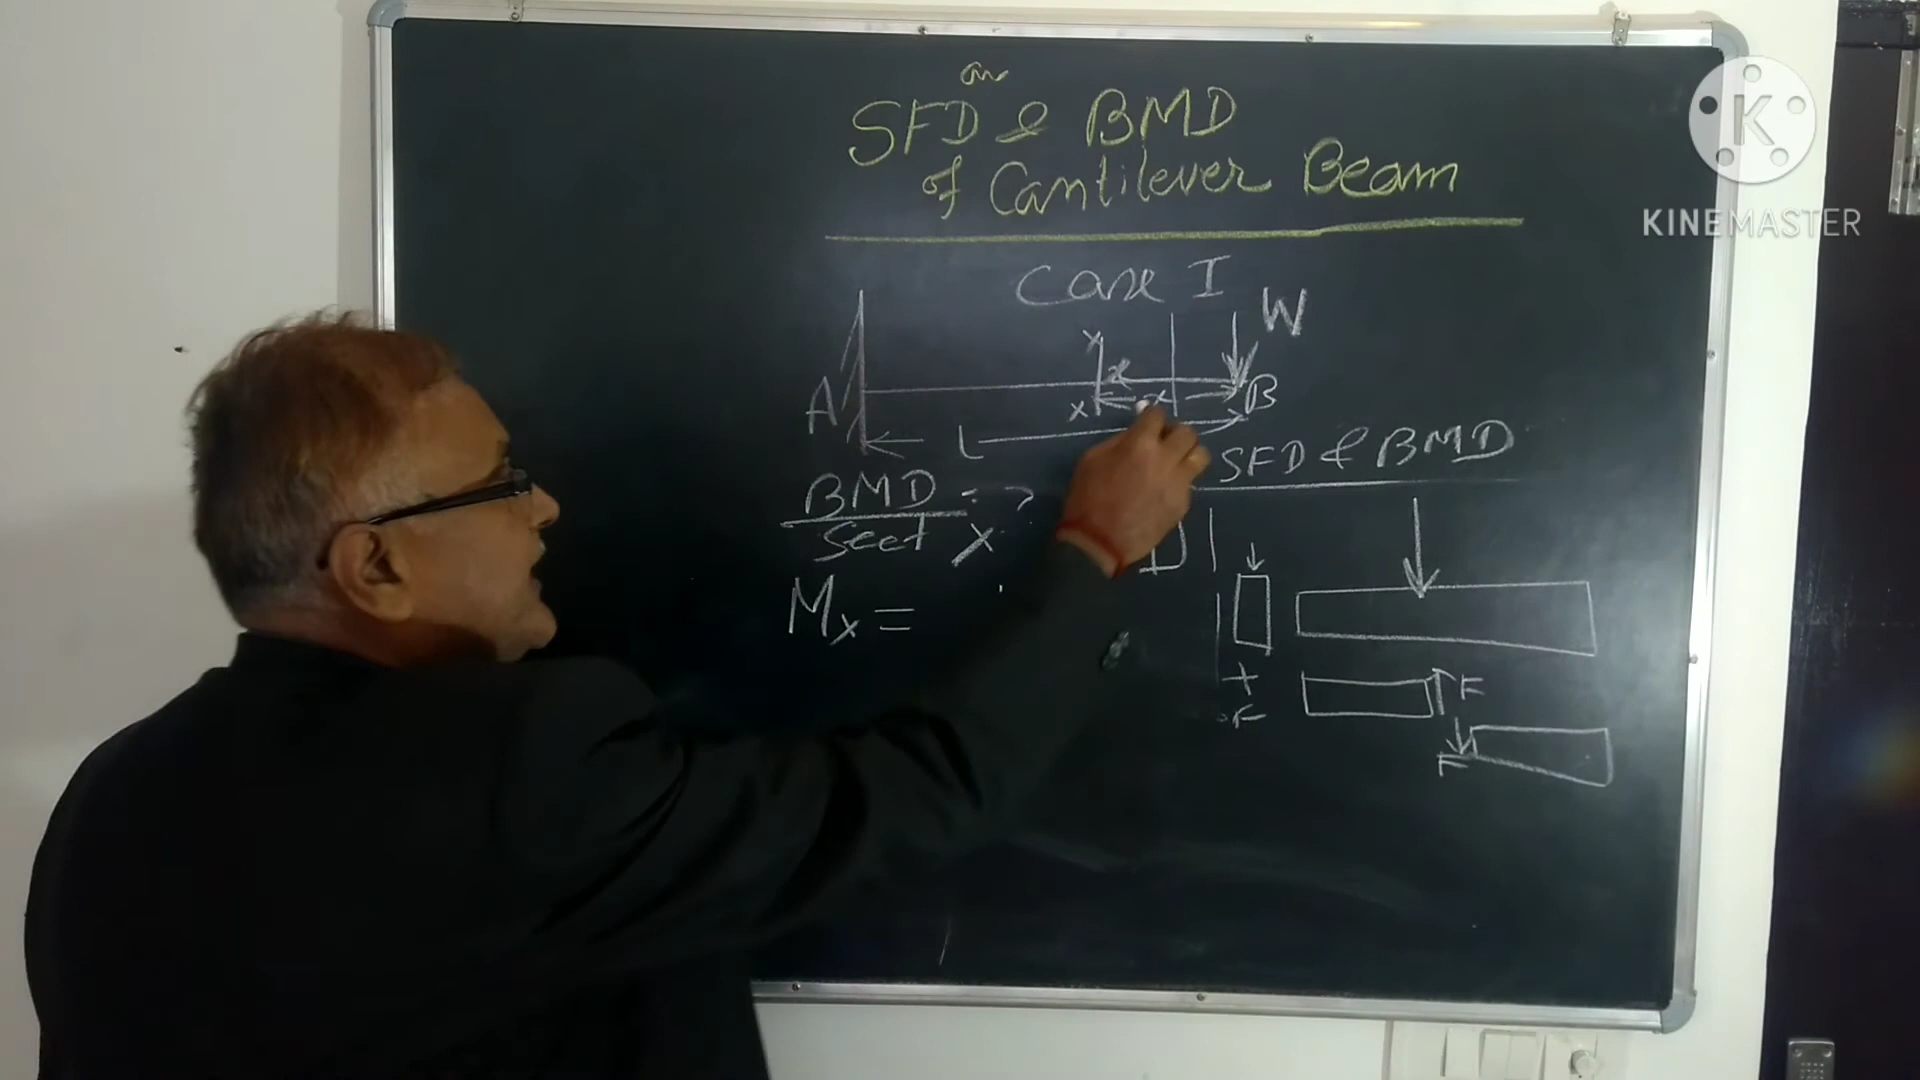 on
SFD & BMD
of Cantilever Beam
Case I
W
x
x
A
x
x
B
L
SFD & BMD
BMD = ?
Sect X
Mx =
D
+
F
F
F
K
KINEMASTER